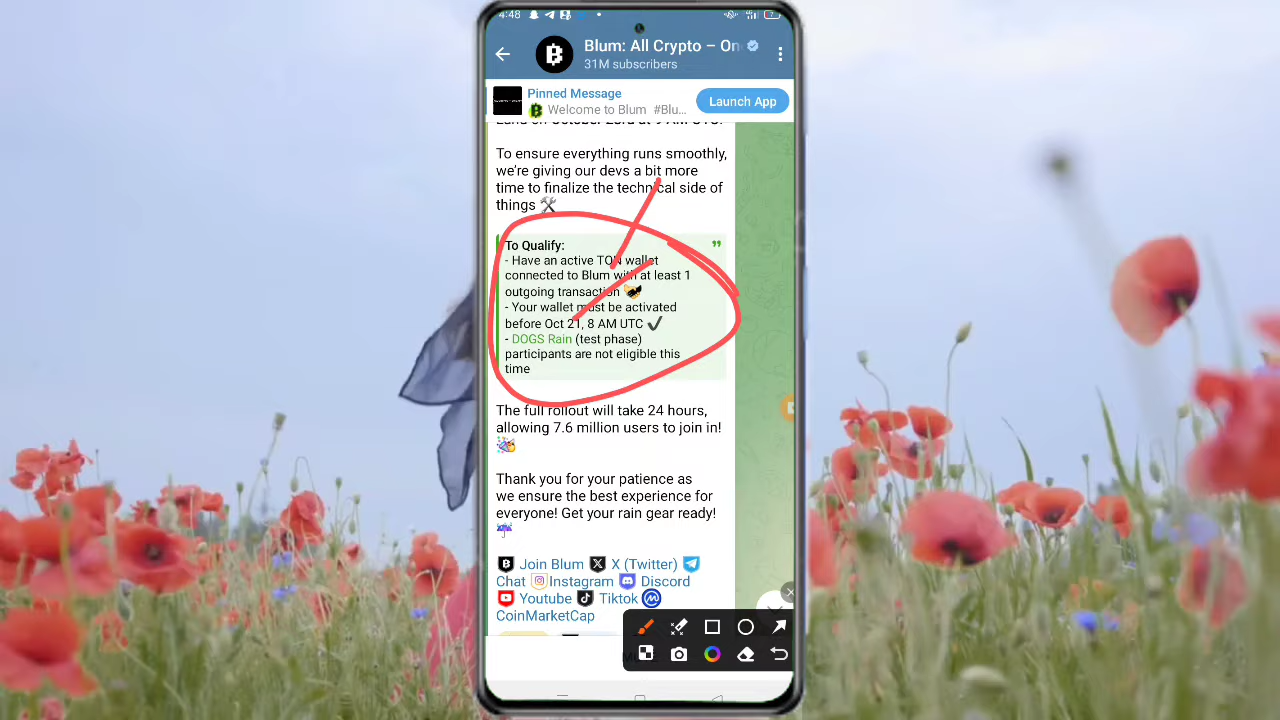 4:48
Blum: All Crypto – On
31M subscribers
Pinned Message
Welcome to Blum #Blu...
Launch App
To ensure everything runs smoothly,
we're giving our devs a bit more
time to finalize the technical side of
things 🛠
To Qualify:
- Have an active TON wallet
connected to Blum with at least 1
outgoing transaction
- Your wallet must be activated
before Oct 21, 8 AM UTC ✔
- DOGS Rain (test phase)
participants are not eligible this
time
The full rollout will take 24 hours,
allowing 7.6 million users to join in!
🎉
Thank you for your patience as
we ensure the best experience for
everyone! Get your rain gear ready!
☔
Join Blum X (Twitter)
Chat Instagram Discord
Youtube Tiktok
CoinMarketCap